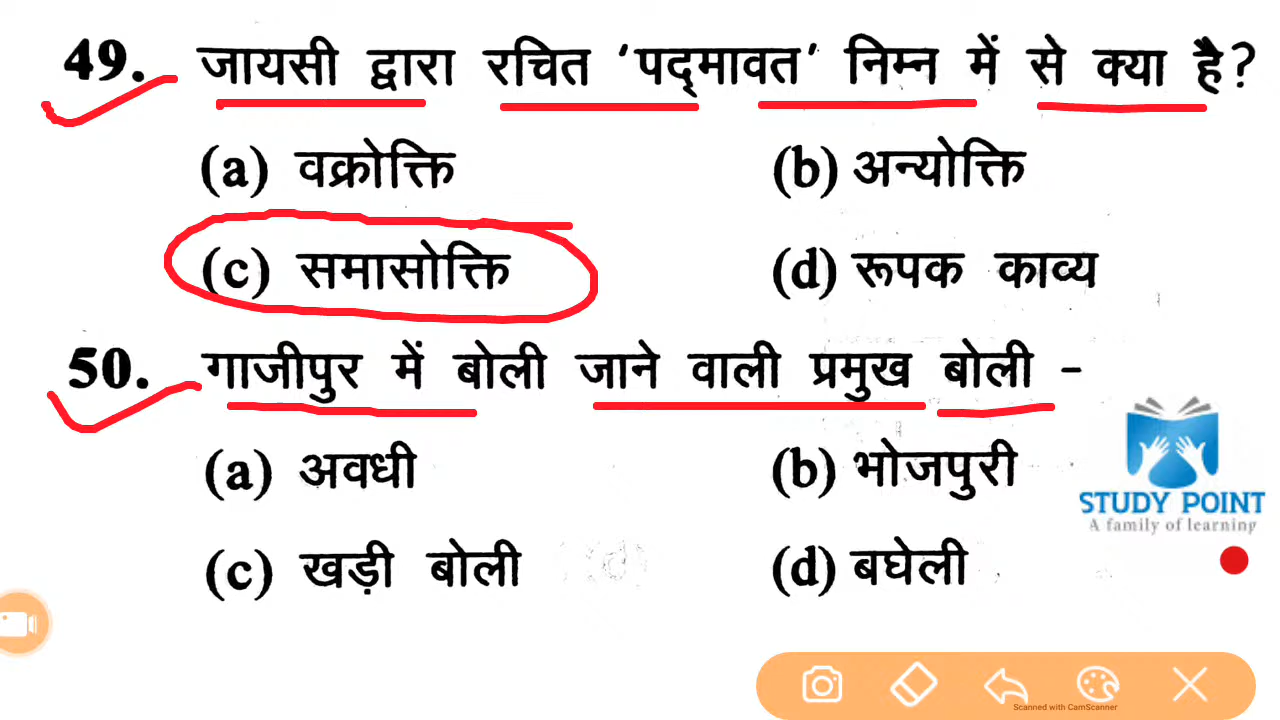 49. जायसी द्वारा रचित 'पद्मावत' निम्न में से क्या है?
(a) वक्रोक्ति (b) अन्योक्ति
(c) समासोक्ति (d) रूपक काव्य
50. गाजीपुर में बोली जाने वाली प्रमुख बोली -
(a) अवधी (b) भोजपुरी
(c) खड़ी बोली (d) बघेली
STUDY POINT
A family of learning
Scanned with CamScanner